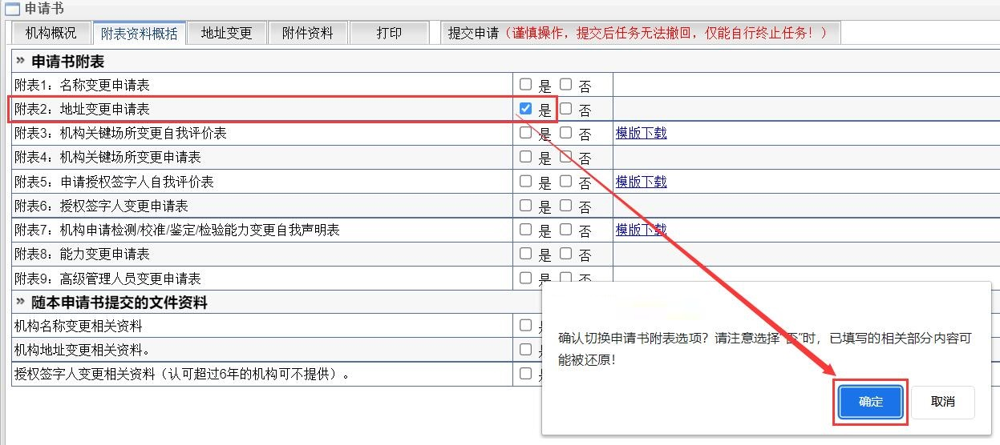 申请书
机构概况 附表资料概括 地址变更 附件资料 打印 提交申请（谨慎操作，提交后任务无法撤回，仅能自行终止任务！）
» 申请书附表
附表1：名称变更申请表 是 否
附表2：地址变更申请表 是 否
附表3：机构关键场所变更自我评价表 是 否 模版下载
附表4：机构关键场所变更申请表 是 否
附表5：申请授权签字人自我评价表 是 否 模版下载
附表6：授权签字人变更申请表 是 否
附表7：机构申请检测/校准/鉴定/检验能力变更自我声明表 是 否 模版下载
附表8：能力变更申请表 是 否
附表9：高级管理人员变更申请表 是 否
» 随本申请书提交的文件资料
机构名称变更相关资料
机构地址变更相关资料。
授权签字人变更相关资料（认可超过6年的机构可不提供）。
确认切换申请书附表选项？请注意选择“否”时，已填写的相关部分内容可
能被还原！
确定 取消